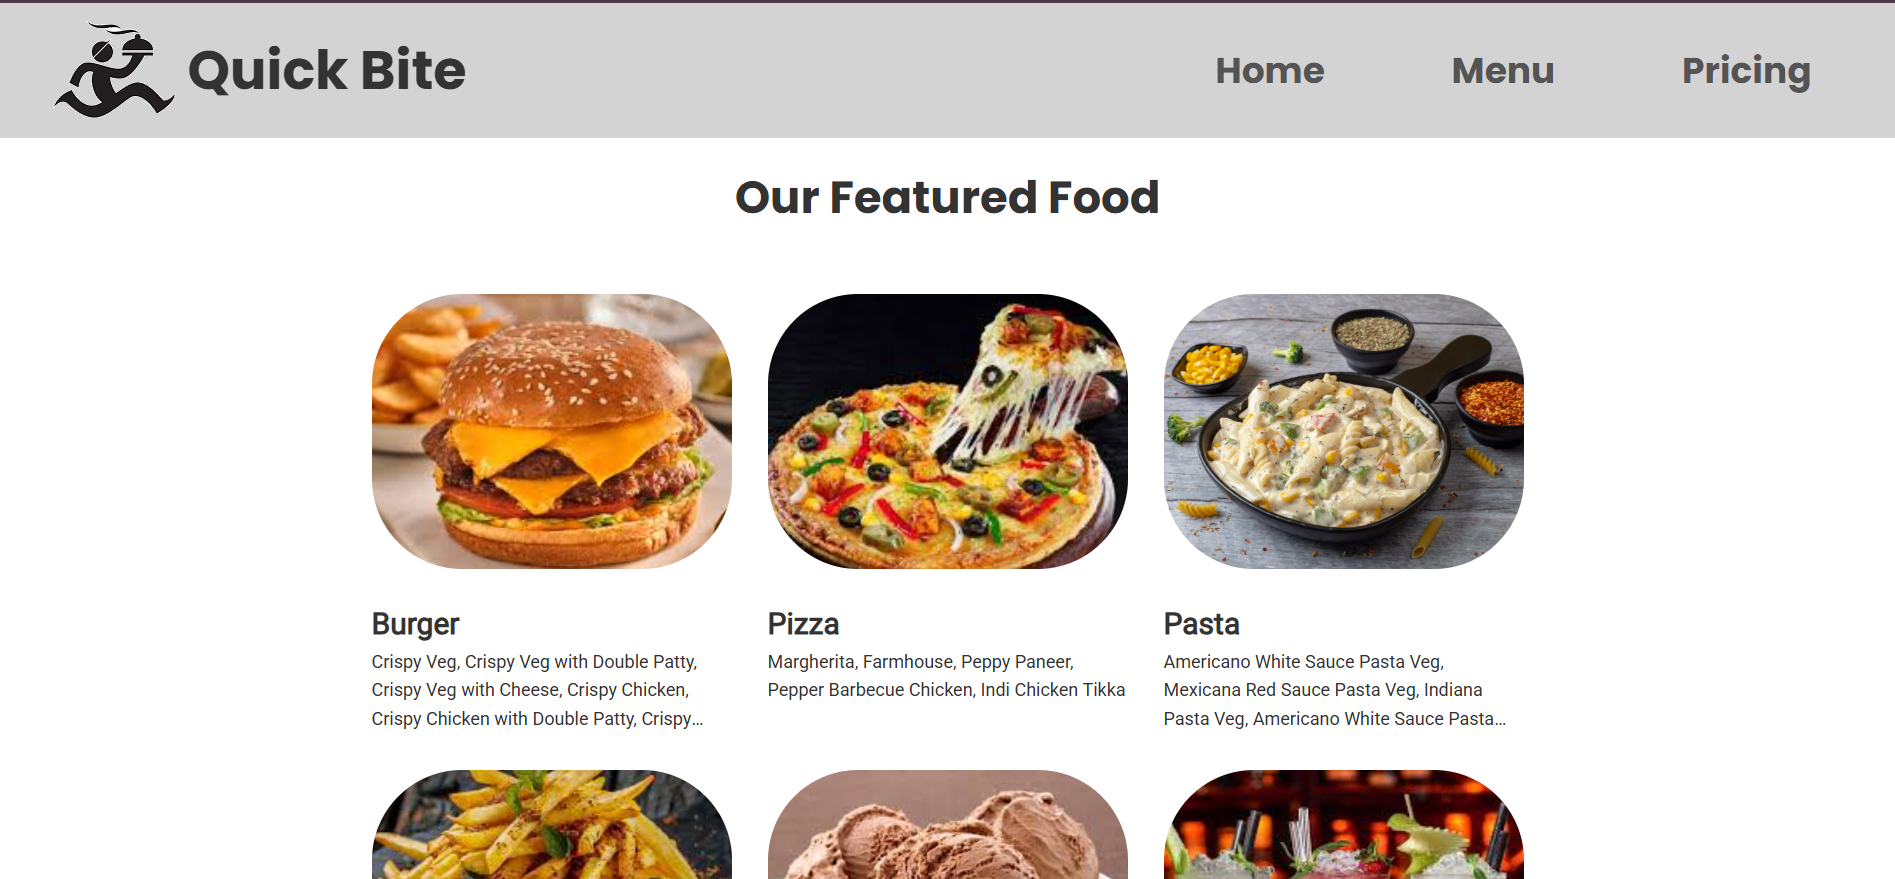 Quick Bite
Home
Menu
Pricing
Our Featured Food
Burger
Crispy Veg, Crispy Veg with Double Patty,
Crispy Veg with Cheese, Crispy Chicken,
Crispy Chicken with Double Patty, Crispy...
Pizza
Margherita, Farmhouse, Peppy Paneer,
Pepper Barbecue Chicken, Indi Chicken Tikka
Pasta
Americano White Sauce Pasta Veg,
Mexicana Red Sauce Pasta Veg, Indiana
Pasta Veg, Americano White Sauce Pasta...